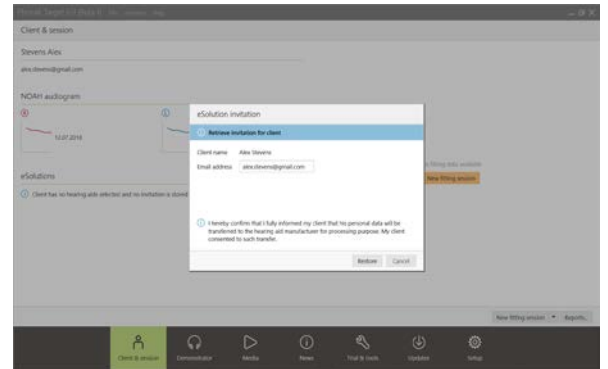 Client & session
Stevens Alex
alex.stevens@gmail.com
NOAH audiogram
12.07.2016
eSolutions
Client has no hearing aids selected and no invitation is stored
eSolution invitation
Retrieve invitation for client
Client name Alex Stevens
Email address alex.stevens@gmail.com
I hereby confirm that I fully informed my client that his personal data will be
transferred to the hearing aid manufacturer for processing purpose. My client
consented to such transfer.
Restore Cancel
New fitting session
New fitting session Reports...
Client & session Demonstrator Media News Trial & tools Updates Setup